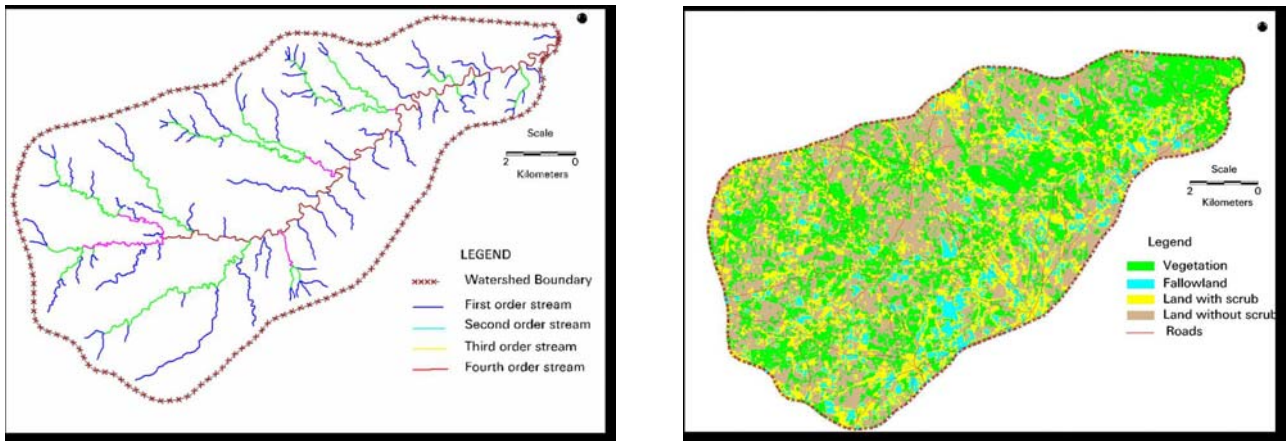 Scale
2 0
Kilometers
LEGEND
Watershed Boundary
First order stream
Second order stream
Third order stream
Fourth order stream
Scale
2 0
Kilometers
Legend
Vegetation
Fallowland
Land with scrub
Land without scrub
Roads